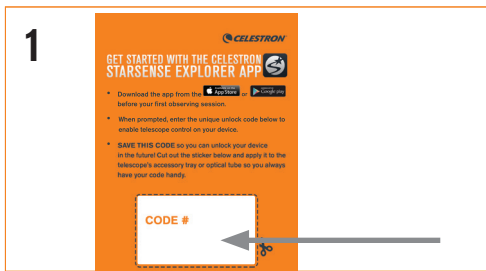 1
CELESTRON
GET STARTED WITH THE CELESTRON
STARSENSE EXPLORER APP
• Download the app from the App Store or Google play
before your first observing session.
• When prompted, enter the unique unlock code below to
enable telescope control on your device.
• SAVE THIS CODE so you can unlock your device
in the future! Cut out the sticker below and apply it to the
telescope's accessory tray or optical tube so you always
have your code handy.
CODE #